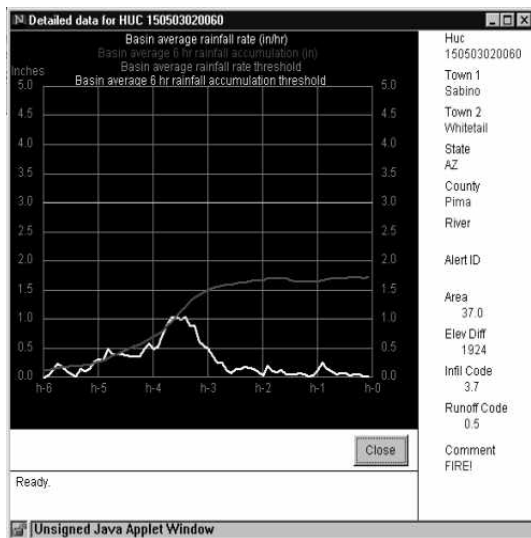 Detailed data for HUC 150503020060
Basin average rainfall rate (in/hr)
Basin average 6 hr rainfall accumulation (in)
Basin average rainfall rate threshold
Basin average 6 hr rainfall accumulation threshold
Inches
5.0 5.0
4.5 4.5
4.0 4.0
3.5 3.5
3.0 3.0
2.5 2.5
2.0 2.0
1.5 1.5
1.0 1.0
0.5 0.5
0.0 0.0
h-6 h-5 h-4 h-3 h-2 h-1 h-0
Huc
150503020060
Town 1
Sabino
Town 2
Whitetail
State
AZ
County
Pima
River
Alert ID
Area
37.0
Elev Diff
1924
Infil Code
3.7
Runoff Code
0.5
Comment
FIRE!
Close
Ready.
Unsigned Java Applet Window